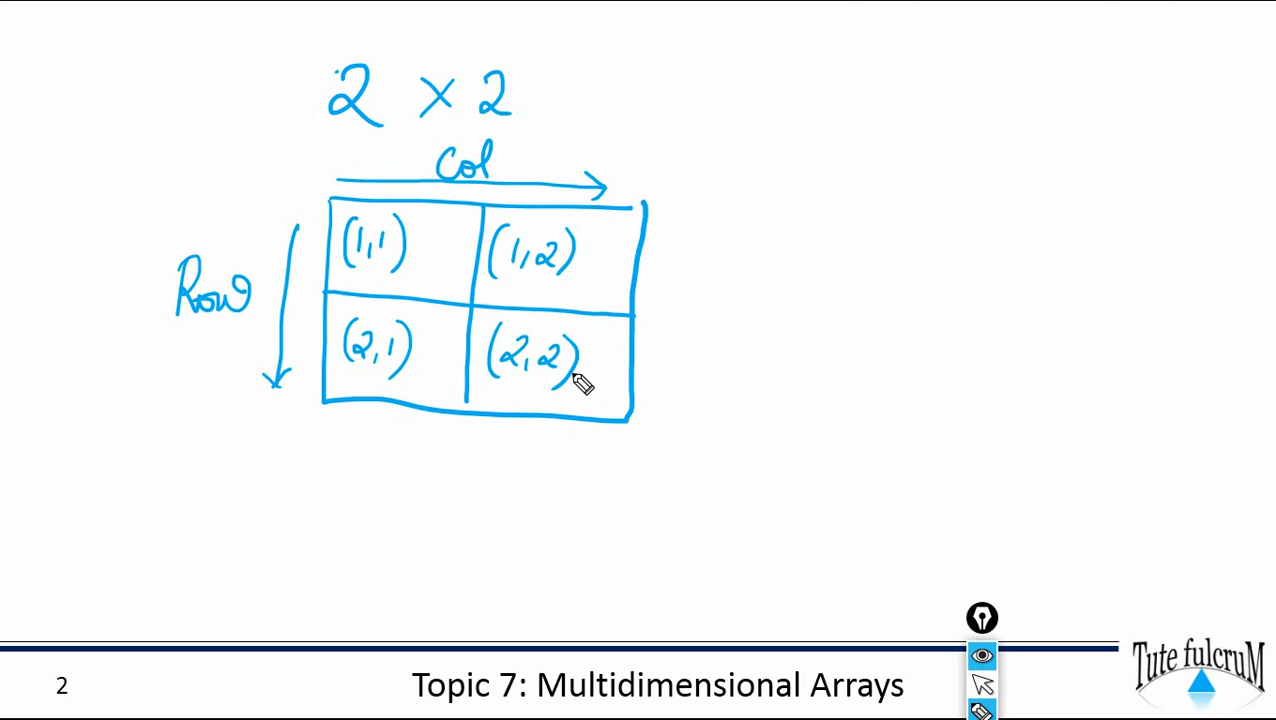 2 × 2
Col
Row
(1,1) (1,2)
(2,1) (2,2)
2
Topic 7: Multidimensional Arrays
Tute fulcruM